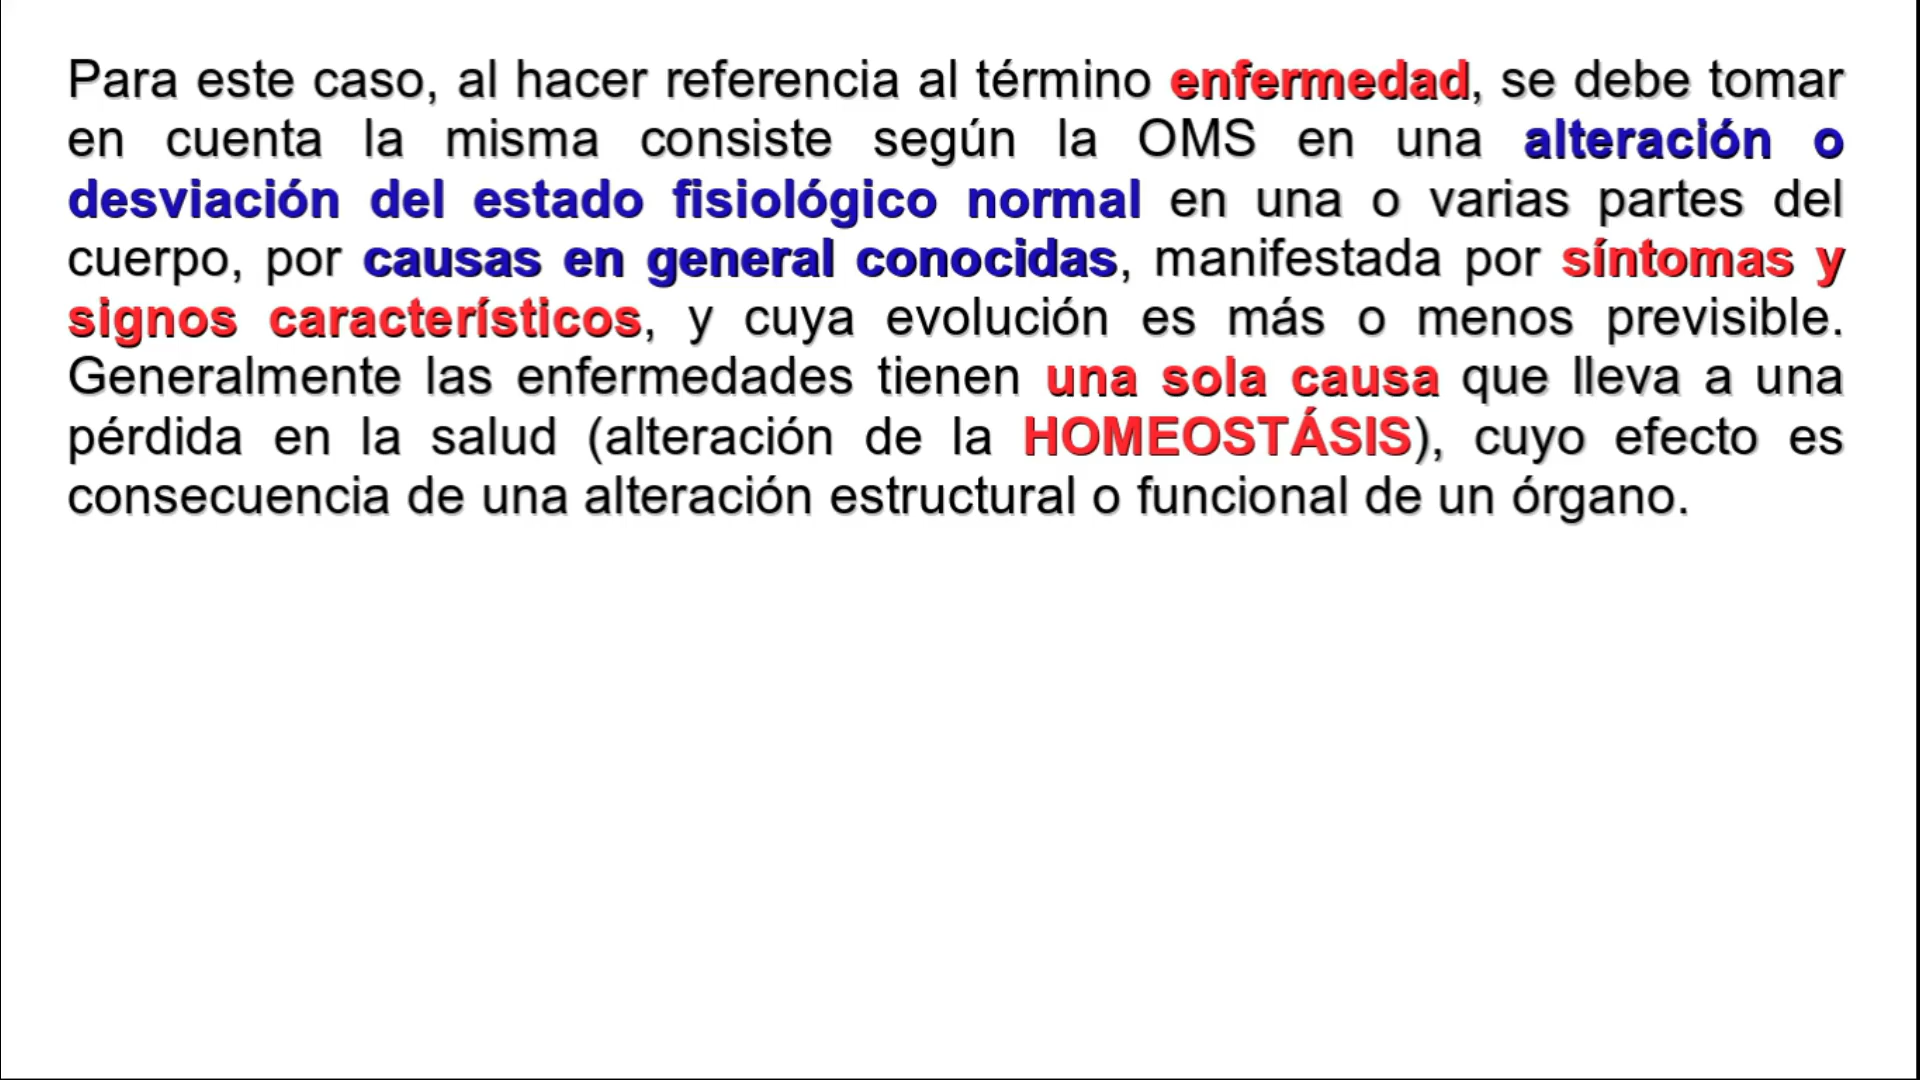 Para este caso, al hacer referencia al término enfermedad, se debe tomar
en cuenta la misma consiste según la OMS en una alteración o
desviación del estado fisiológico normal en una o varias partes del
cuerpo, por causas en general conocidas, manifestada por síntomas y
signos característicos, y cuya evolución es más o menos previsible.
Generalmente las enfermedades tienen una sola causa que lleva a una
pérdida en la salud (alteración de la HOMEOSTÁSIS), cuyo efecto es
consecuencia de una alteración estructural o funcional de un órgano.